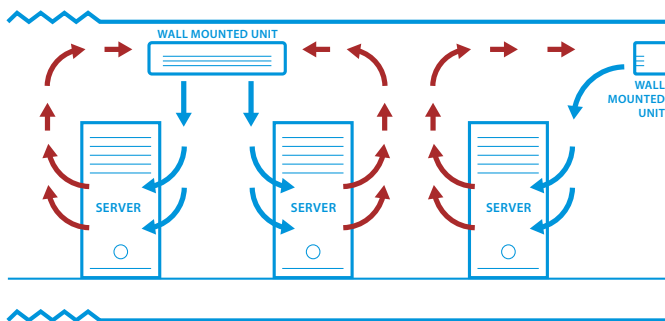 WALL MOUNTED UNIT
WALL
MOUNTED
UNIT
SERVER
SERVER
SERVER